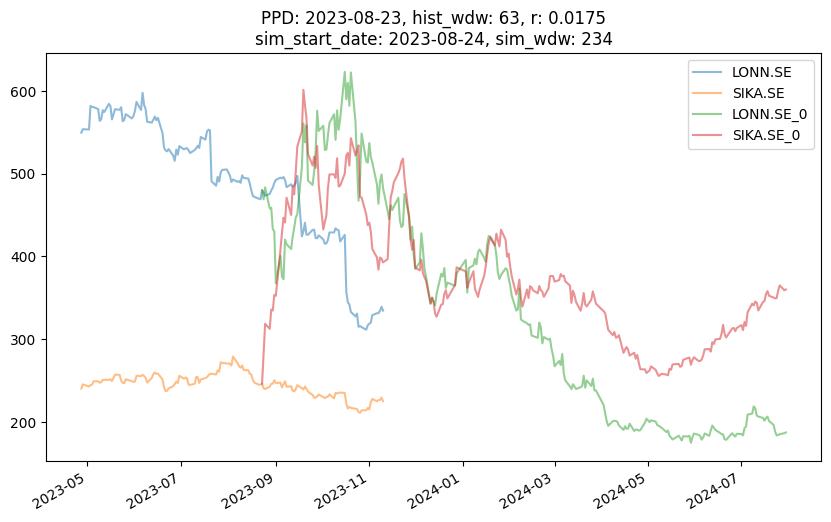 PPD: 2023-08-23, hist_wdw: 63, r: 0.0175
sim_start_date: 2023-08-24, sim_wdw: 234
LONN.SE
SIKA.SE
LONN.SE_0
SIKA.SE_0
600
500
400
300
200
2023-05
2023-07
2023-09
2023-11
2024-01
2024-03
2024-05
2024-07